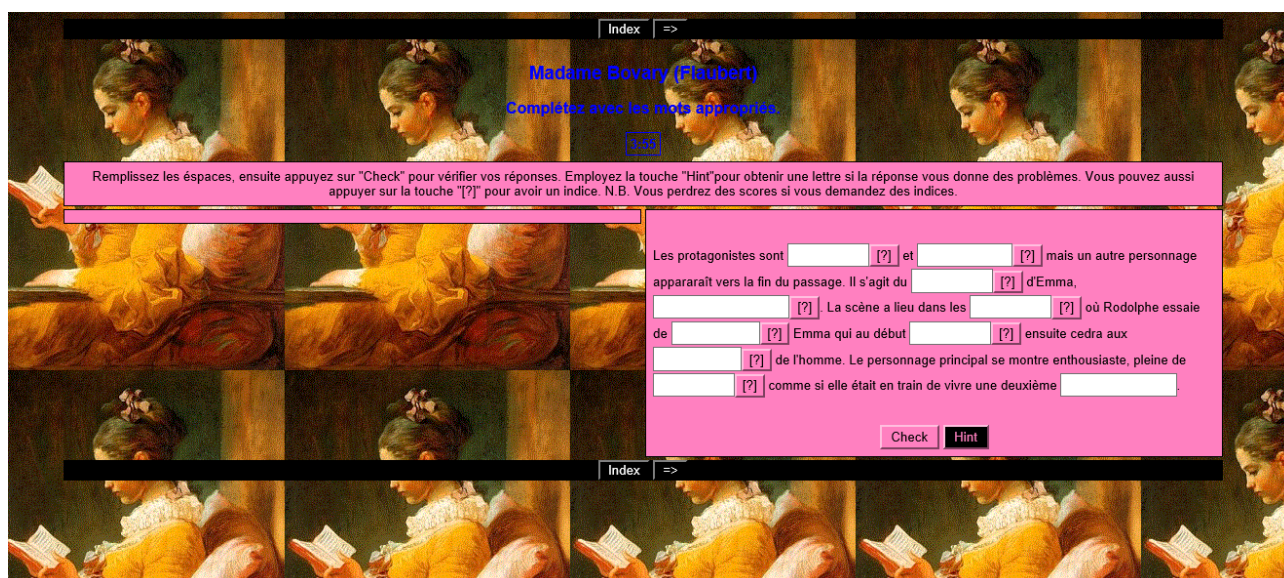 Index =>
Madame Bovary (Flaubert)
Complétez avec les mots appropriés.
3:55
Remplissez les éspaces, ensuite appuyez sur "Check" pour vérifier vos réponses. Employez la touche "Hint"pour obtenir une lettre si la réponse vous donne des problèmes. Vous pouvez aussi
appuyer sur la touche "[?]" pour avoir un indice. N.B. Vous perdrez des scores si vous demandez des indices.
Les protagonistes sont [?] et [?] mais un autre personnage
appararaît vers la fin du passage. Il s'agit du [?] d'Emma,
[?]. La scène a lieu dans les [?] où Rodolphe essaie
de [?] Emma qui au début [?] ensuite cedra aux
[?] de l'homme. Le personnage principal se montre enthousiaste, pleine de
[?] comme si elle était en train de vivre une deuxième .
Check Hint
Index =>